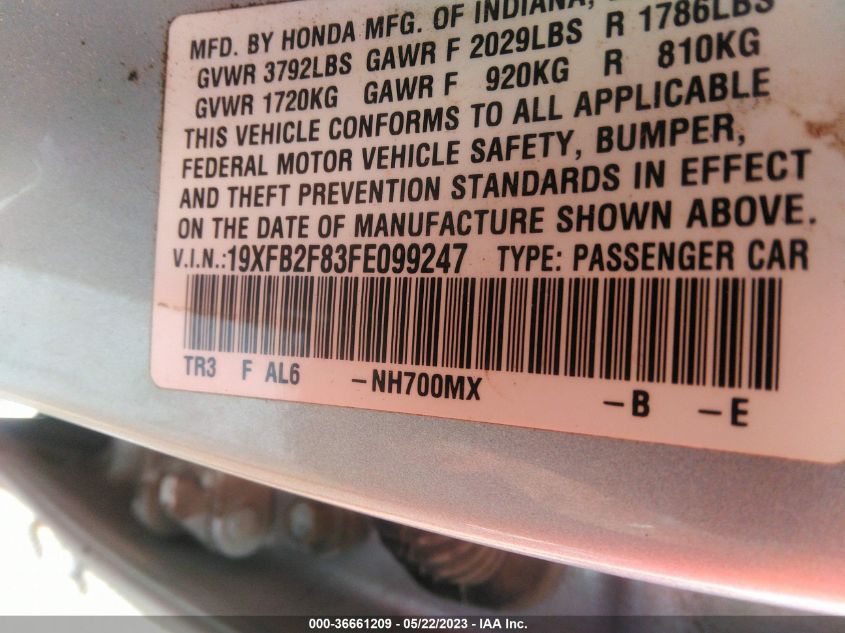 MFD. BY HONDA MFG. OF INDIANA,
GVWR 3792LBS GAWR F 2029LBS R 1786LBS
GVWR 1720KG GAWR F 920KG R 810KG
THIS VEHICLE CONFORMS TO ALL APPLICABLE
FEDERAL MOTOR VEHICLE SAFETY, BUMPER,
AND THEFT PREVENTION STANDARDS IN EFFECT
ON THE DATE OF MANUFACTURE SHOWN ABOVE.
V.I.N.:19XFB2F83FE099247 TYPE: PASSENGER CAR
TR3 F AL6 -NH700MX -B -E
000-36661209 - 05/22/2023 - IAA Inc.